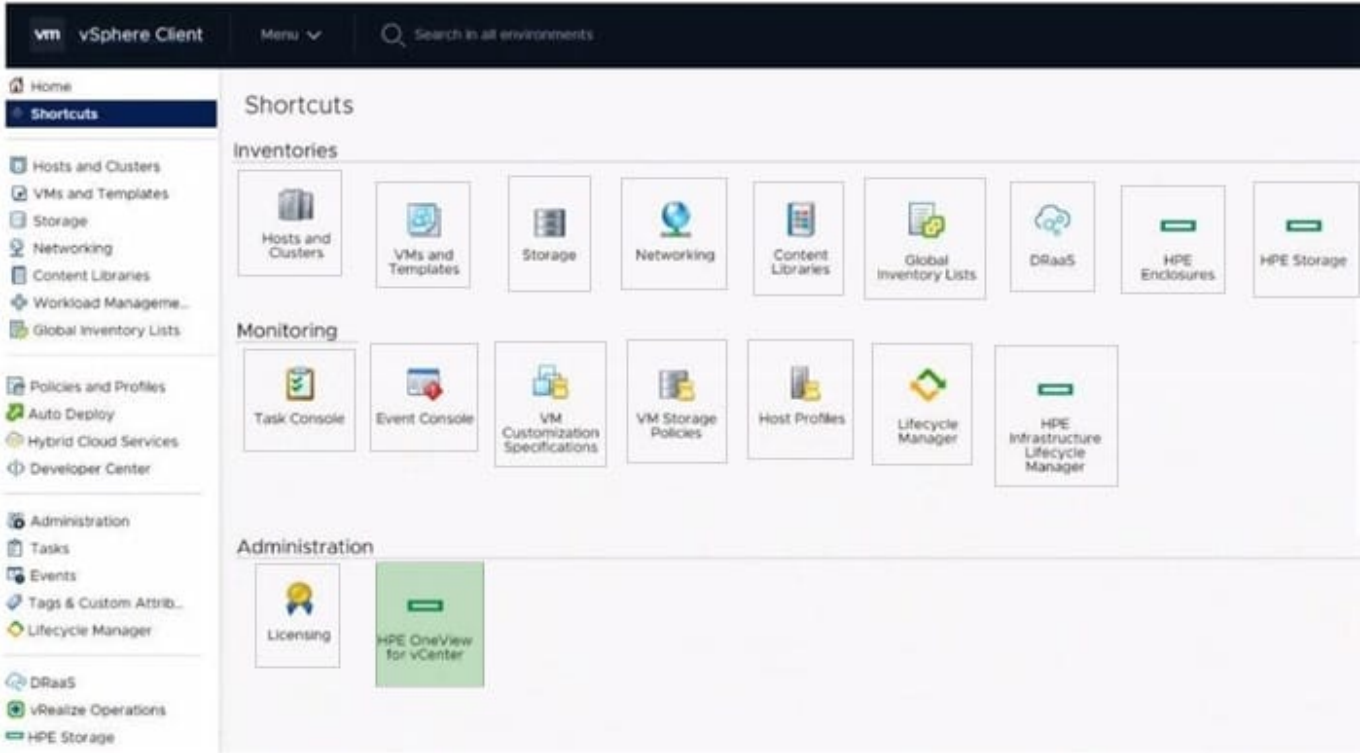 vm vSphere Client Menu Search in all environments
Home
Shortcuts
Hosts and Clusters
VMs and Templates
Storage
Networking
Content Libraries
Workload Manageme...
Global Inventory Lists
Policies and Profiles
Auto Deploy
Hybrid Cloud Services
Developer Center
Administration
Tasks
Events
Tags & Custom Attrib...
Lifecycle Manager
DRaaS
vRealize Operations
HPE Storage
Shortcuts
Inventories
Hosts and
Clusters
VMs and
Templates
Storage
Networking
Content
Libraries
Global
Inventory Lists
DRaaS
HPE
Enclosures
HPE Storage
Monitoring
Task Console
Event Console
VM
Customization
Specifications
VM Storage
Policies
Host Profiles
Lifecycle
Manager
HPE
Infrastructure
Lifecycle
Manager
Administration
Licensing
HPE OneView
for vCenter